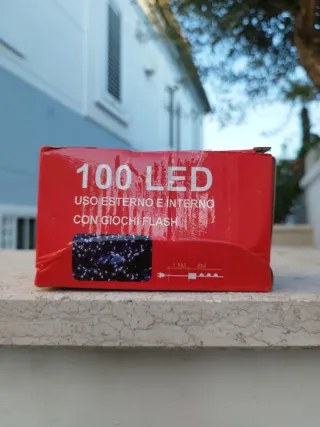 100 LED
USO ESTERNO E INTERNO
CON GIOCHI FLASH